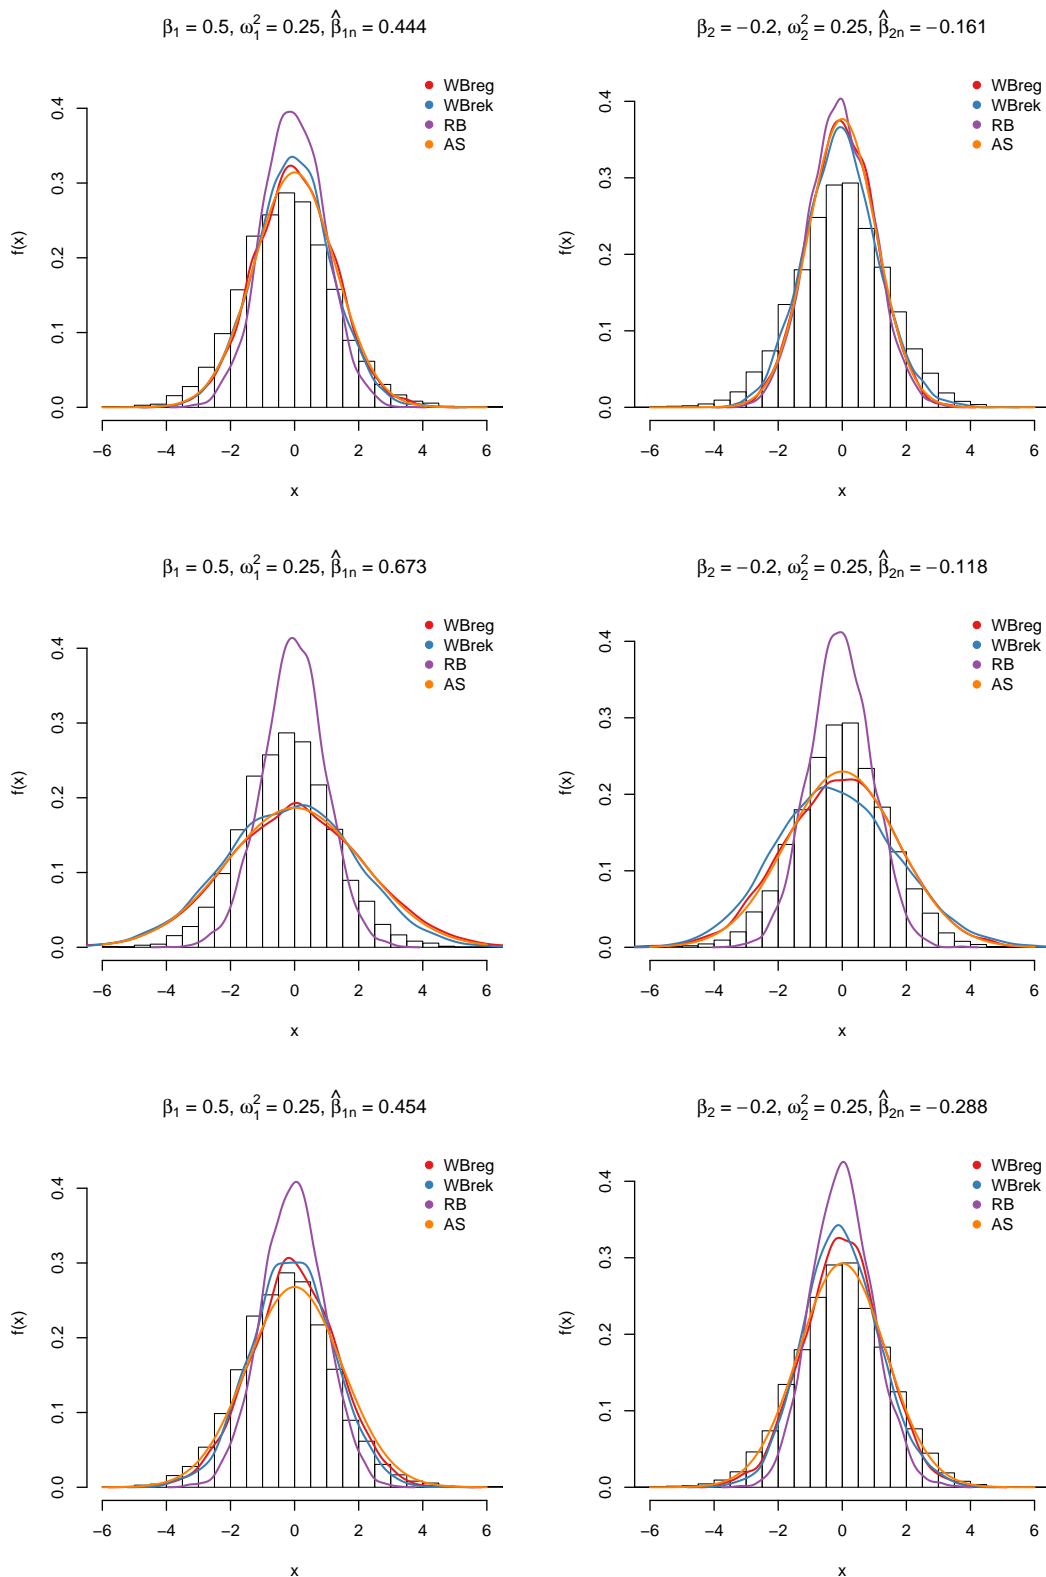 β₁ = 0.5, ω₁² = 0.25, β̂₁ₙ = 0.444
WBreg
WBrek
RB
AS
f(x)
0.0 0.1 0.2 0.3 0.4
−6 −4 −2 0 2 4 6
x
β₂ = −0.2, ω₂² = 0.25, β̂₂ₙ = −0.161
WBreg
WBrek
RB
AS
f(x)
0.0 0.1 0.2 0.3 0.4
−6 −4 −2 0 2 4 6
x
β₁ = 0.5, ω₁² = 0.25, β̂₁ₙ = 0.673
WBreg
WBrek
RB
AS
f(x)
0.0 0.1 0.2 0.3 0.4
−6 −4 −2 0 2 4 6
x
β₂ = −0.2, ω₂² = 0.25, β̂₂ₙ = −0.118
WBreg
WBrek
RB
AS
f(x)
0.0 0.1 0.2 0.3 0.4
−6 −4 −2 0 2 4 6
x
β₁ = 0.5, ω₁² = 0.25, β̂₁ₙ = 0.454
WBreg
WBrek
RB
AS
f(x)
0.0 0.1 0.2 0.3 0.4
−6 −4 −2 0 2 4 6
x
β₂ = −0.2, ω₂² = 0.25, β̂₂ₙ = −0.288
WBreg
WBrek
RB
AS
f(x)
0.0 0.1 0.2 0.3 0.4
−6 −4 −2 0 2 4 6
x